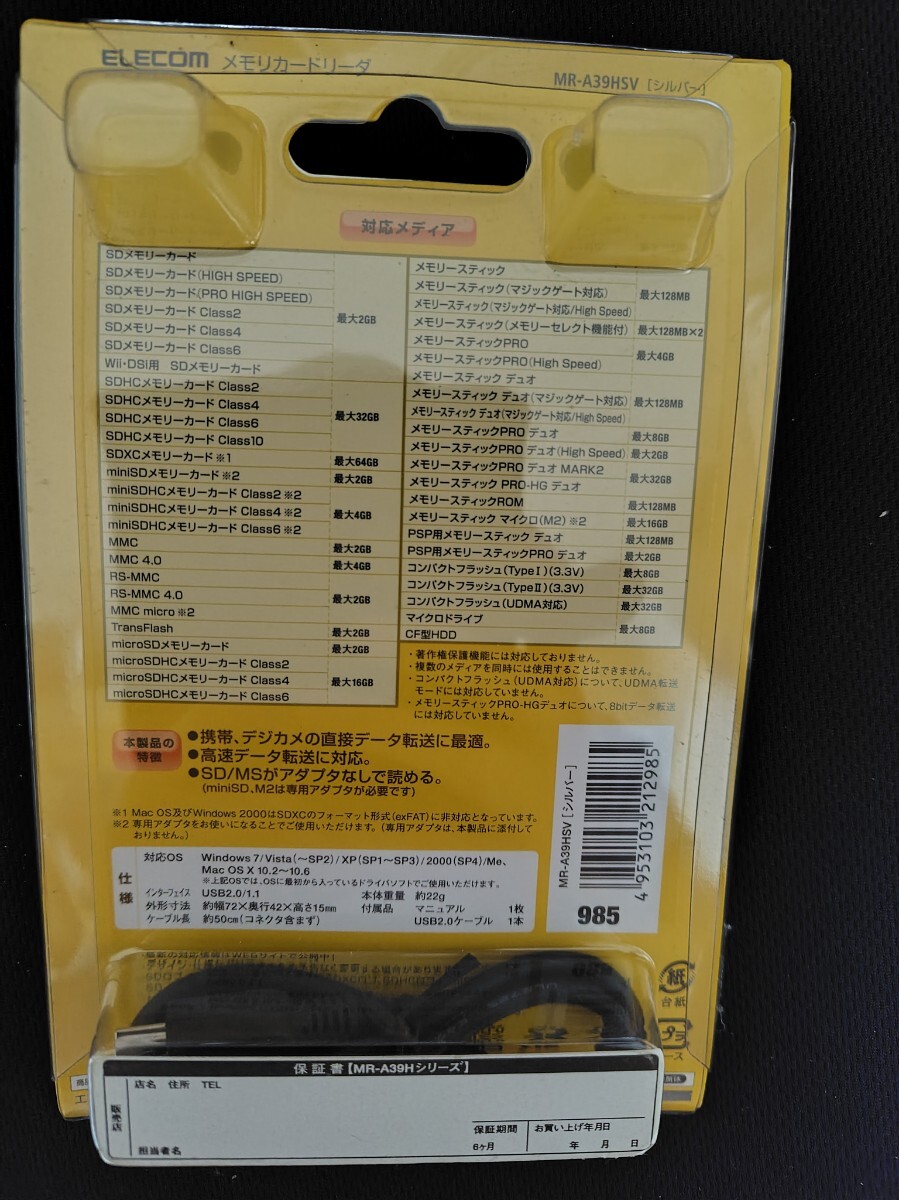 ELECOM メモリカードリーダ
MR-A39HSV [シルバー]
対応メディア
SDメモリーカード
SDメモリーカード(HIGH SPEED)
SDメモリーカード(PRO HIGH SPEED)
SDメモリーカード Class2
SDメモリーカード Class4
SDメモリーカード Class6
Wii・DSi用 SDメモリーカード
最大2GB
SDHCメモリーカード Class2
SDHCメモリーカード Class4
SDHCメモリーカード Class6
SDHCメモリーカード Class10
最大32GB
SDXCメモリーカード※1
最大64GB
miniSDメモリーカード※2
最大2GB
miniSDHCメモリーカード Class2※2
miniSDHCメモリーカード Class4※2
miniSDHCメモリーカード Class6※2
最大4GB
MMC
最大2GB
MMC 4.0
最大4GB
RS-MMC
RS-MMC 4.0
MMC micro※2
最大2GB
TransFlash
最大2GB
microSDメモリーカード
最大2GB
microSDHCメモリーカード Class2
microSDHCメモリーカード Class4
microSDHCメモリーカード Class6
最大16GB
メモリースティック
メモリースティック(マジックゲート対応)
メモリースティック(マジックゲート対応/High Speed)
最大128MB
メモリースティック(メモリーセレクト機能付)
最大128MB×2
メモリースティックPRO
メモリースティックPRO(High Speed)
最大4GB
メモリースティック デュオ
メモリースティック デュオ(マジックゲート対応)
メモリースティック デュオ(マジックゲート対応/High Speed)
最大128MB
メモリースティックPRO デュオ
最大8GB
メモリースティックPRO デュオ(High Speed)
最大2GB
メモリースティックPRO デュオ MARK2
メモリースティック PRO-HG デュオ
最大32GB
メモリースティックROM
最大128MB
メモリースティック マイクロ(M2)※2
最大16GB
PSP用メモリースティック デュオ
最大128MB
PSP用メモリースティックPRO デュオ
最大2GB
コンパクトフラッシュ(TypeⅠ)(3.3V)
最大8GB
コンパクトフラッシュ(TypeⅡ)(3.3V)
最大32GB
コンパクトフラッシュ(UDMA対応)
最大32GB
マイクロドライブ
CF型HDD
最大8GB
・著作権保護機能には対応しておりません。
・複数のメディアを同時には使用することはできません。
・コンパクトフラッシュ(UDMA対応)について、UDMA転送
モードには対応していません。
・メモリースティックPRO-HGデュオについて、8bitデータ転送
には対応していません。
本製品の
特徴
●携帯、デジカメの直接データ転送に最適。
●高速データ転送に対応。
●SD/MSがアダプタなしで読める。
(miniSD、M2は専用アダプタが必要です)
※1 Mac OS及びWindows 2000はSDXCのフォーマット形式(exFAT)に非対応となっています。
※2 専用アダプタをお使いになることでご使用いただけます。(専用アダプタは、本製品に添付して
おりません。)
仕様
対応OS Windows 7/Vista(~SP2)/XP(SP1~SP3)/2000(SP4)/Me、
Mac OS X 10.2~10.6
※上記OSでは、OSに最初から入っているドライバソフトでご使用いただけます。
インターフェイス USB2.0/1.1 本体重量 約22g
外形寸法 約幅72×奥行42×高さ15mm 付属品 マニュアル 1枚
ケーブル長 約50cm(コネクタ含まず) USB2.0ケーブル 1本
MR-A39HSV [シルバー]
4 953103 212985
985
紙
台紙
プラ
ース
保証書【MR-A39Hシリーズ】
販売店
店名 住所 TEL
担当者名
保証期間
6ヶ月
お買い上げ年月日
年 月 日